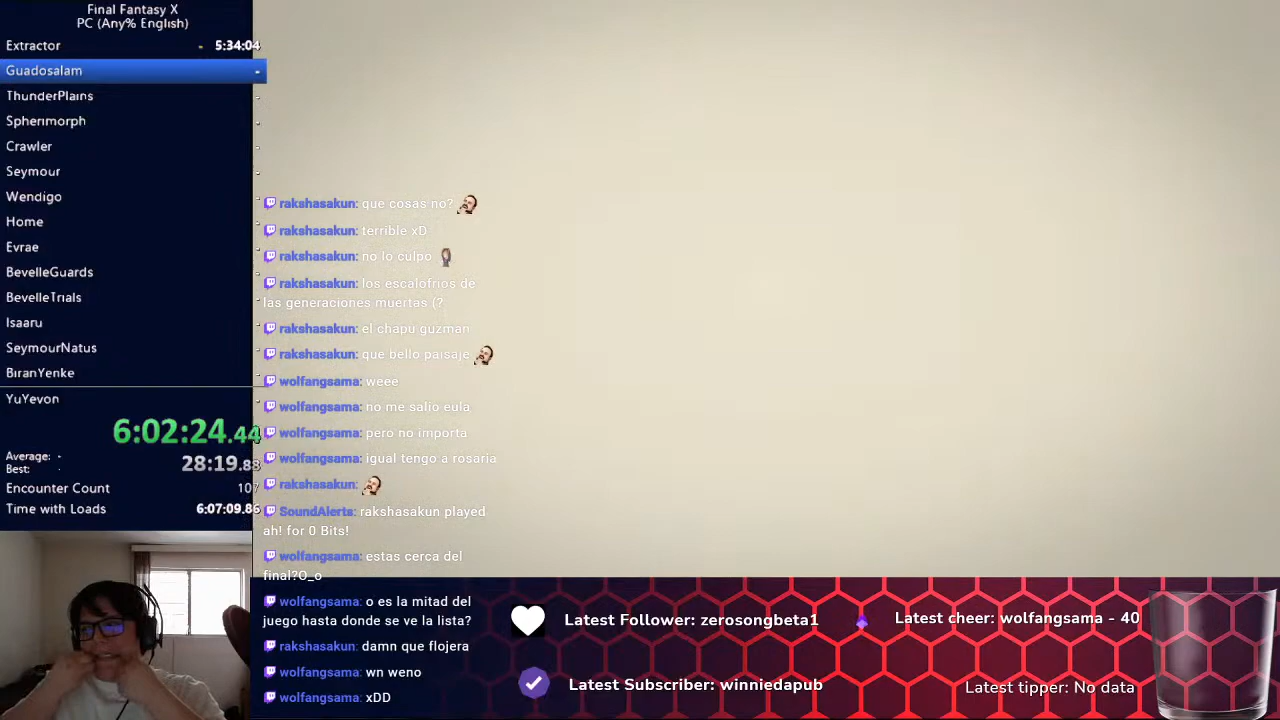 Final Fantasy X
PC (Any% English)
Extractor - 5:34:04
Guadosalam -
ThunderPlains -
Spherimorph -
Crawler -
Seymour -
Wendigo -
Home -
Evrae -
BevelleGuards -
BevelleTrials -
Isaaru -
SeymourNatus -
BiranYenke -
YuYevon
6:02:24.44
Average: -
Best: -
28:19.83
Encounter Count 107
Time with Loads 6:07:09.86
rakshasakun: que cosas no?
rakshasakun: terrible xD
rakshasakun: no lo culpo
rakshasakun: los escalofrios de
las generaciones muertas (?
rakshasakun: el chapu guzman
rakshasakun: que bello paisaje
wolfangsama: weee
wolfangsama: no me salio eula
wolfangsama: pero no importa
wolfangsama: igual tengo a rosaria
rakshasakun:
SoundAlerts: rakshasakun played
ah! for 0 Bits!
wolfangsama: estas cerca del
final?O_o
wolfangsama: o es la mitad del
juego hasta donde se ve la lista?
rakshasakun: damn que flojera
wolfangsama: wn weno
wolfangsama: xDD
Latest Follower: zerosongbeta1
Latest cheer: wolfangsama - 40
Latest Subscriber: winniedapub
Latest tipper: No data